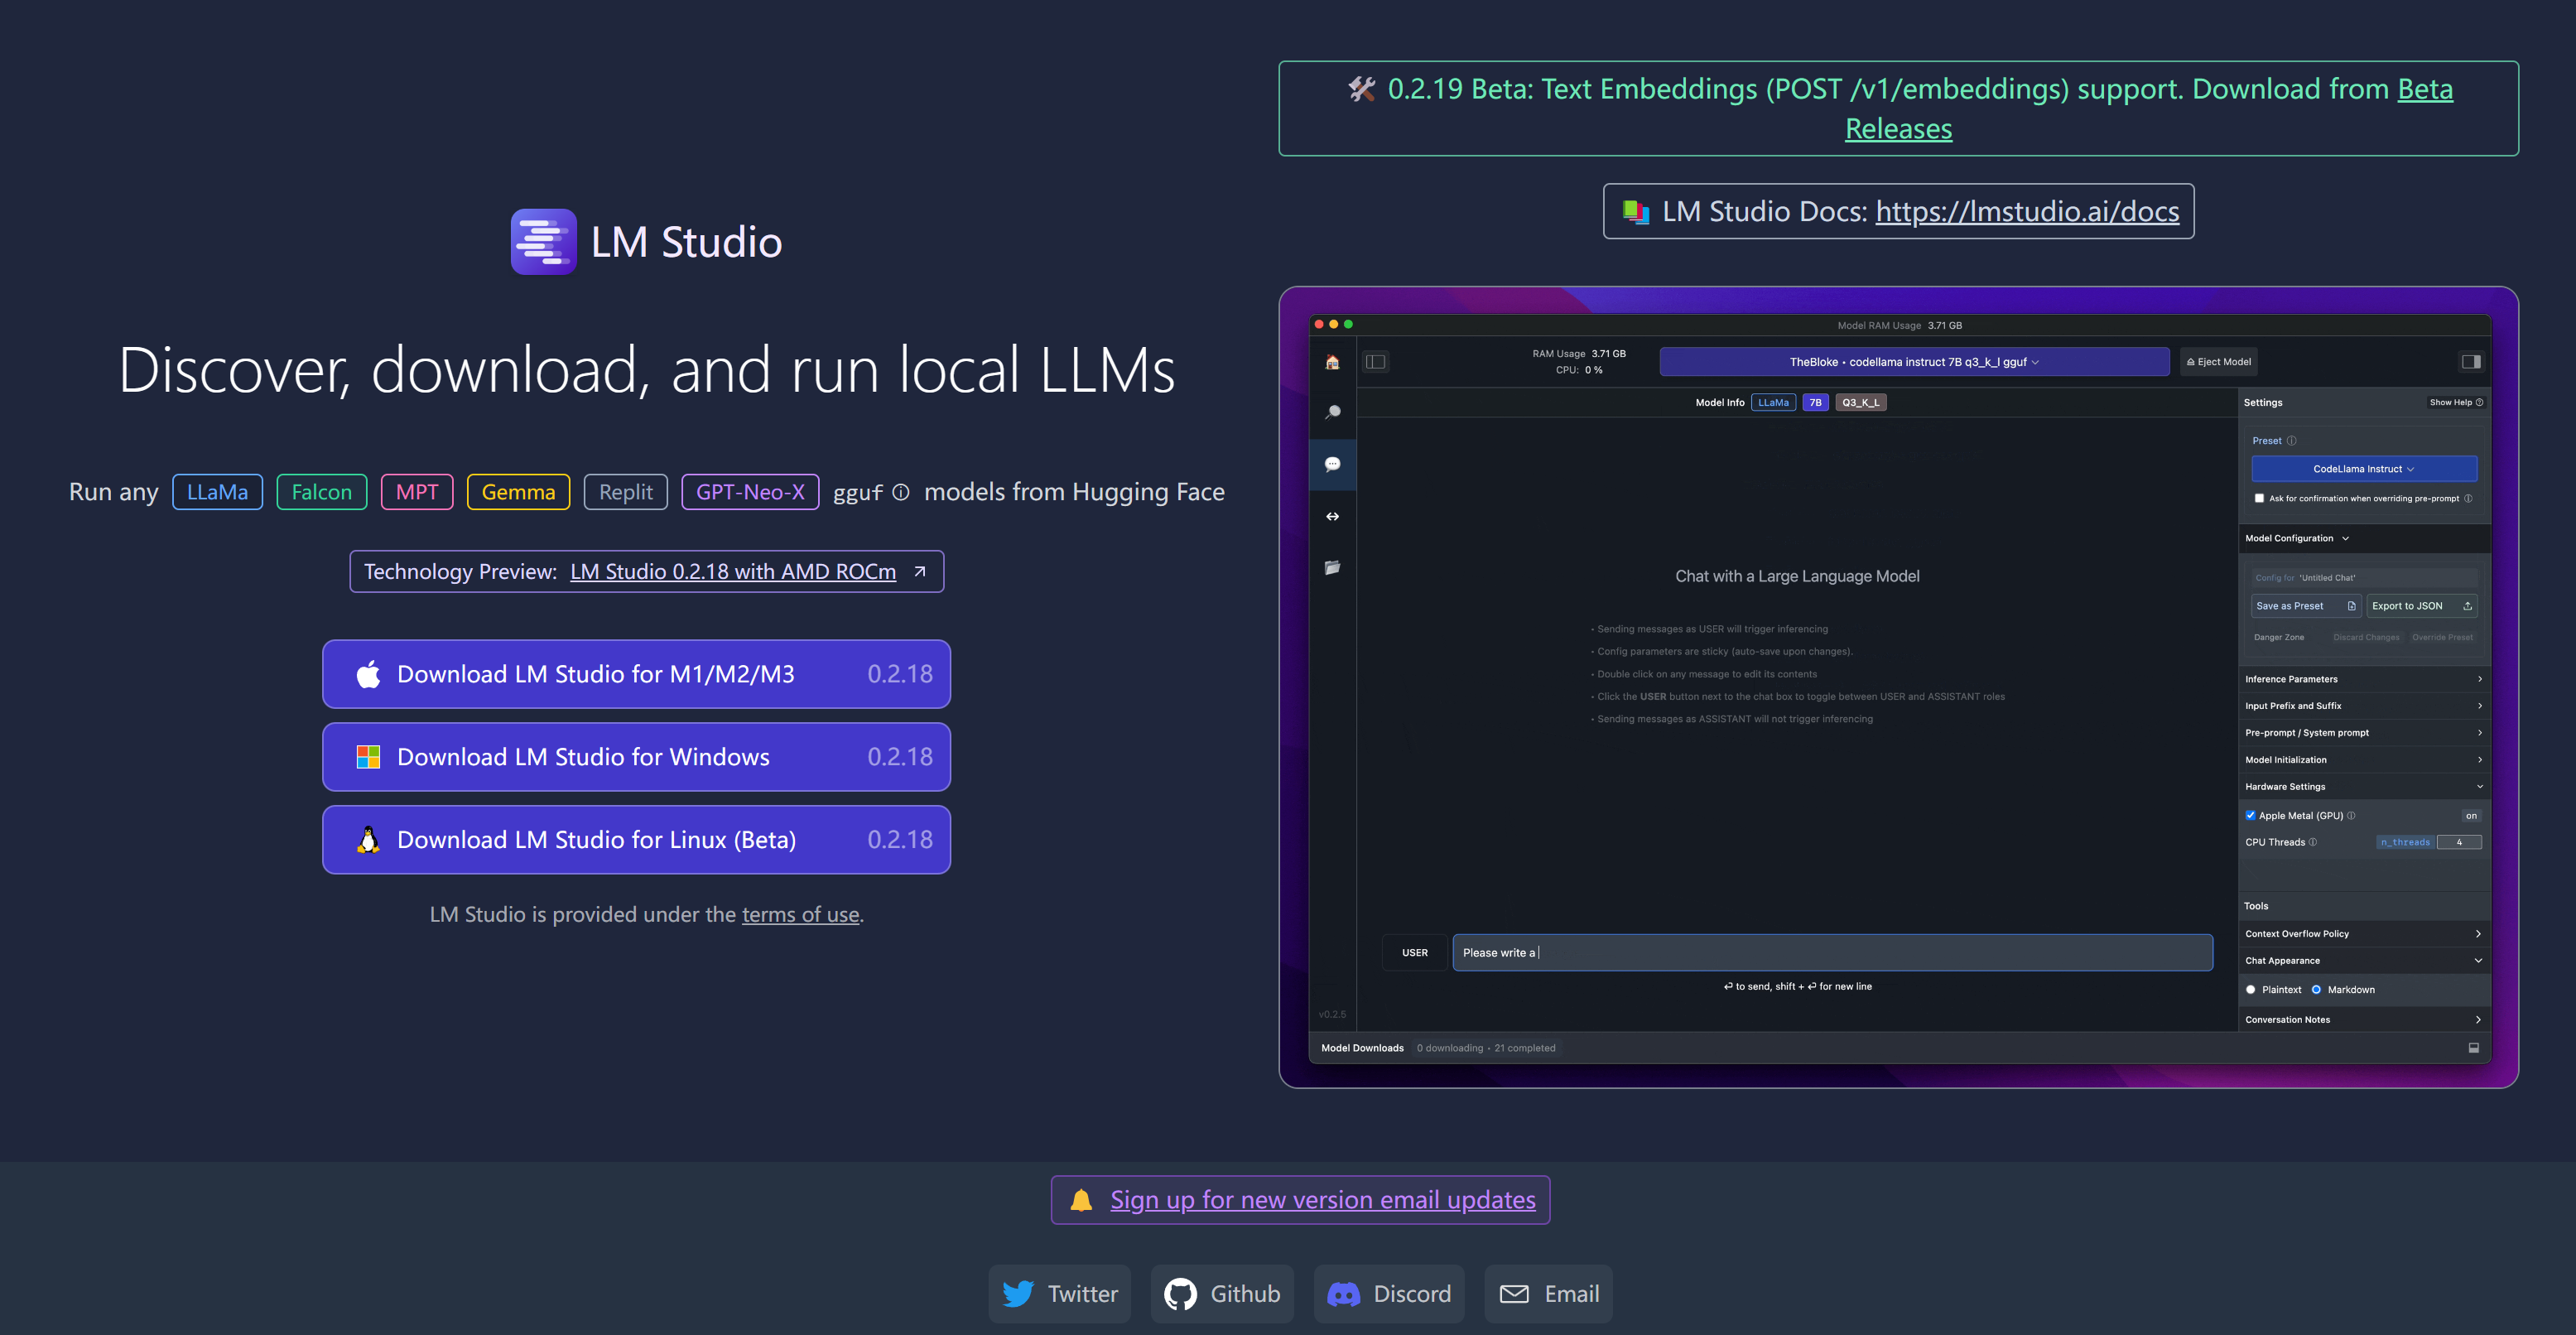 🛠️ 0.2.19 Beta: Text Embeddings (POST /v1/embeddings) support. Download from Beta
Releases
LM Studio Docs: https://lmstudio.ai/docs
LM Studio
Discover, download, and run local LLMs
Run any LLaMa Falcon MPT Gemma Replit GPT-Neo-X gguf ⓘ models from Hugging Face
Technology Preview: LM Studio 0.2.18 with AMD ROCm
Download LM Studio for M1/M2/M3 0.2.18
Download LM Studio for Windows 0.2.18
Download LM Studio for Linux (Beta) 0.2.18
LM Studio is provided under the terms of use.
Model RAM Usage 3.71 GB
RAM Usage 3.71 GB
CPU: 0 %
TheBloke • codellama instruct 7B q3_k_l gguf
Eject Model
Model Info LLaMa 7B Q3_K_L
Chat with a Large Language Model
• Sending messages as USER will trigger inferencing
• Config parameters are sticky (auto-save upon changes).
• Double click on any message to edit its contents
• Click the USER button next to the chat box to toggle between USER and ASSISTANT roles
• Sending messages as ASSISTANT will not trigger inferencing
USER Please write a
⏎ to send, shift + ⏎ for new line
v0.2.5
Model Downloads 0 downloading • 21 completed
Settings Show Help
Preset
CodeLlama Instruct
Ask for confirmation when overriding pre-prompt
Model Configuration
Config for 'Untitled Chat'
Save as Preset Export to JSON
Danger Zone Discard Changes Override Preset
Inference Parameters
Input Prefix and Suffix
Pre-prompt / System prompt
Model Initialization
Hardware Settings
Apple Metal (GPU) on
CPU Threads n_threads 4
Tools
Context Overflow Policy
Chat Appearance
Plaintext Markdown
Conversation Notes
Sign up for new version email updates
Twitter Github Discord Email